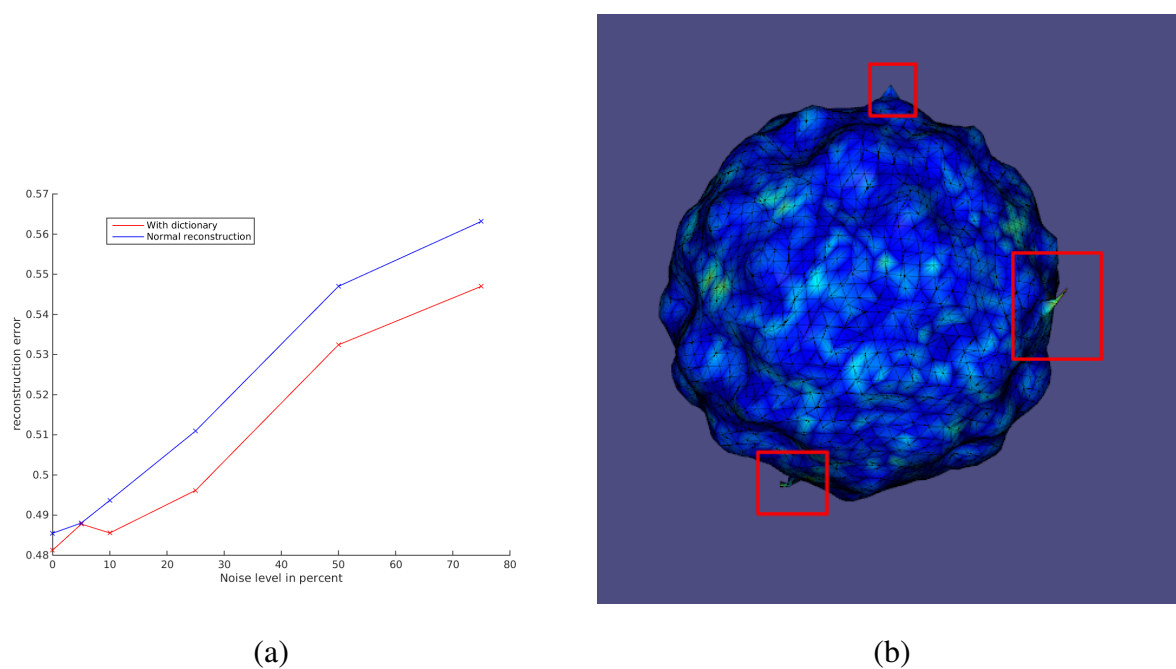 0.57
0.56
0.55
0.54
0.53
0.52
0.51
0.5
0.49
0.48
reconstruction error
With dictionary
Normal reconstruction
0 10 20 30 40 50 60 70 80
Noise level in percent
(a) (b)